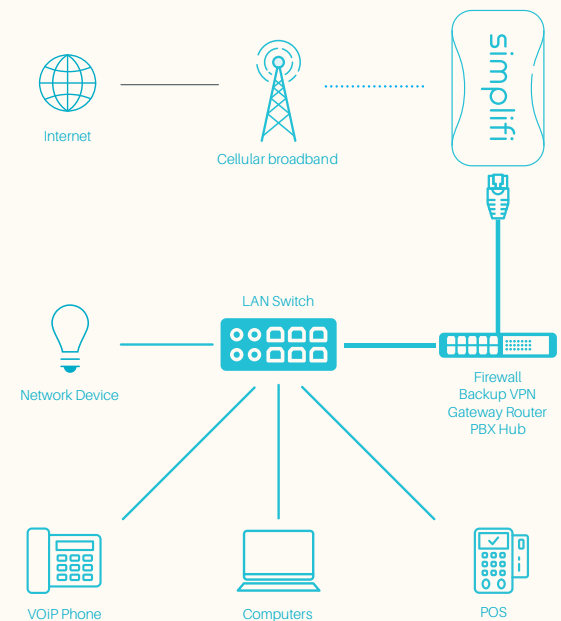 simplifi
Internet
Cellular broadband
LAN Switch
Network Device
Firewall
Backup VPN
Gateway Router
PBX Hub
VOiP Phone
Computers
POS